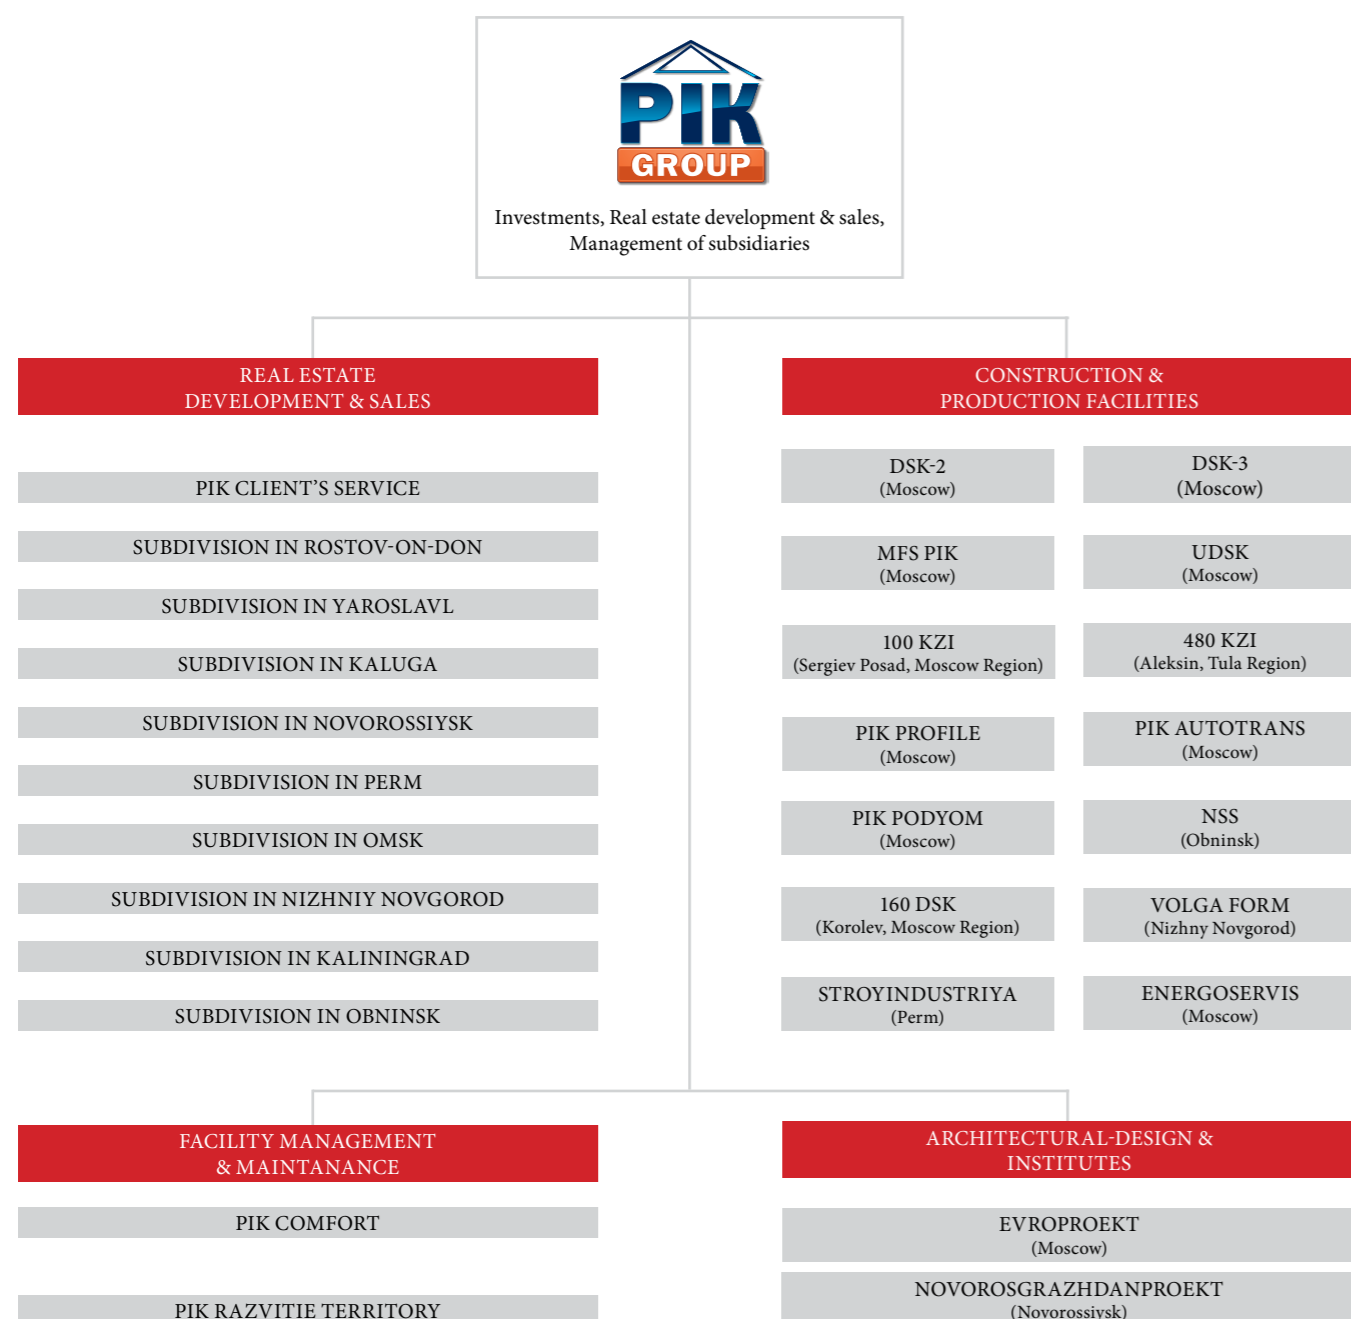 PIK
GROUP
Investments, Real estate development & sales,
Management of subsidiaries
REAL ESTATE
DEVELOPMENT & SALES
PIK CLIENT’S SERVICE
SUBDIVISION IN ROSTOV-ON-DON
SUBDIVISION IN YAROSLAVL
SUBDIVISION IN KALUGA
SUBDIVISION IN NOVOROSSIYSK
SUBDIVISION IN PERM
SUBDIVISION IN OMSK
SUBDIVISION IN NIZHNIY NOVGOROD
SUBDIVISION IN KALININGRAD
SUBDIVISION IN OBNINSK
CONSTRUCTION &
PRODUCTION FACILITIES
DSK-2
(Moscow)
DSK-3
(Moscow)
MFS PIK
(Moscow)
UDSK
(Moscow)
100 KZI
(Sergiev Posad, Moscow Region)
480 KZI
(Aleksin, Tula Region)
PIK PROFILE
(Moscow)
PIK AUTOTRANS
(Moscow)
PIK PODYOM
(Moscow)
NSS
(Obninsk)
160 DSK
(Korolev, Moscow Region)
VOLGA FORM
(Nizhny Novgorod)
STROYINDUSTRIYA
(Perm)
ENERGOSERVIS
(Moscow)
FACILITY MANAGEMENT
& MAINTANANCE
PIK COMFORT
PIK RAZVITIE TERRITORY
ARCHITECTURAL-DESIGN &
INSTITUTES
EVROPROEKT
(Moscow)
NOVOROSGRAZHDANPROEKT
(Novorossiysk)